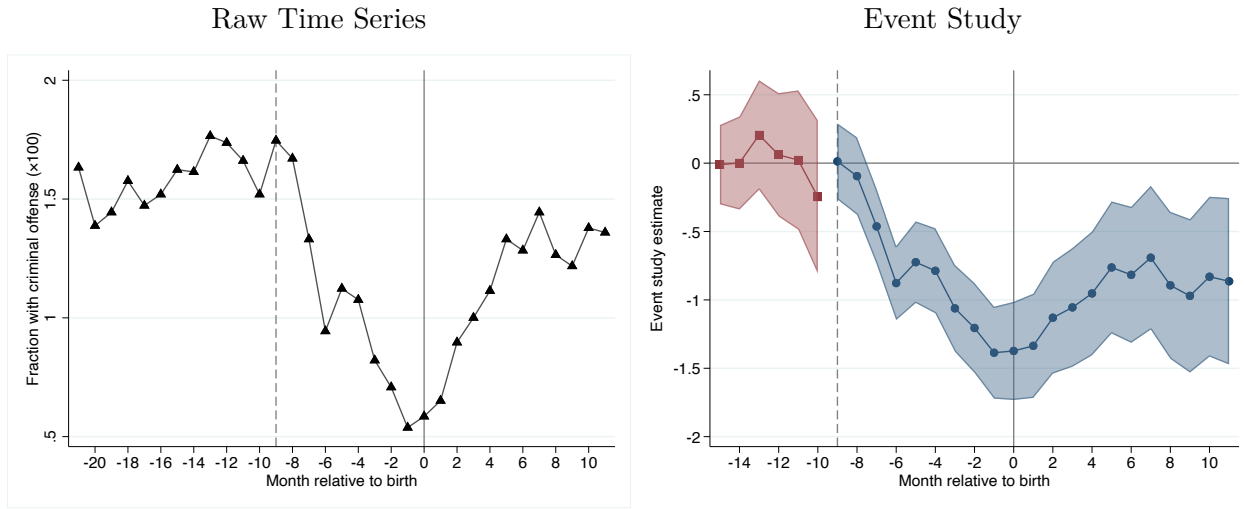 Raw Time Series
Fraction with criminal offense (×100)
2
1.5
1
.5
-20 -18 -16 -14 -12 -10 -8 -6 -4 -2 0 2 4 6 8 10
Month relative to birth
Event Study
Event study estimate
.5
0
-.5
-1
-1.5
-2
-14 -12 -10 -8 -6 -4 -2 0 2 4 6 8 10
Month relative to birth